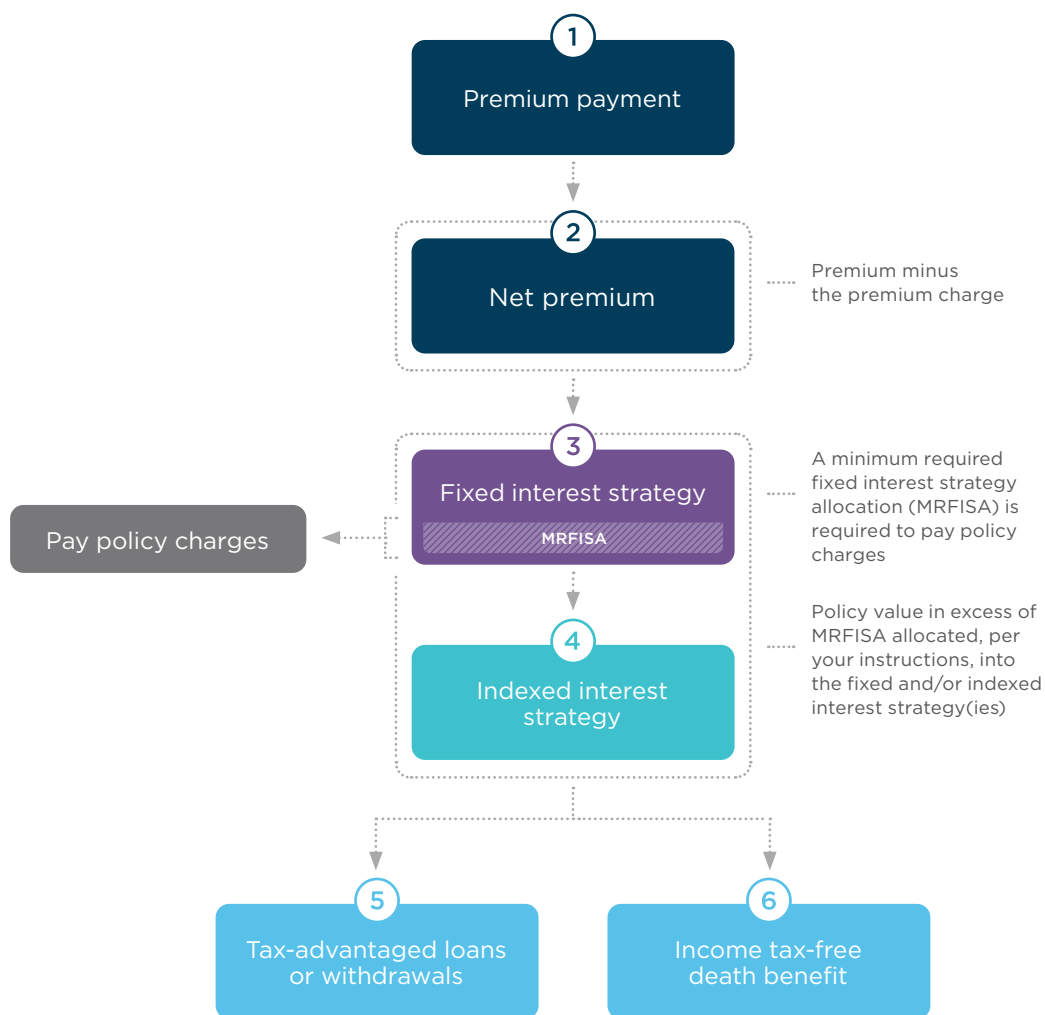 1
Premium payment
2
Net premium
Premium minus
the premium charge
3
Fixed interest strategy
MRFISA
A minimum required
fixed interest strategy
allocation (MRFISA) is
required to pay policy
charges
Pay policy charges
4
Indexed interest
strategy
Policy value in excess of
MRFISA allocated, per
your instructions, into
the fixed and/or indexed
interest strategy(ies)
5
Tax-advantaged loans
or withdrawals
6
Income tax-free
death benefit